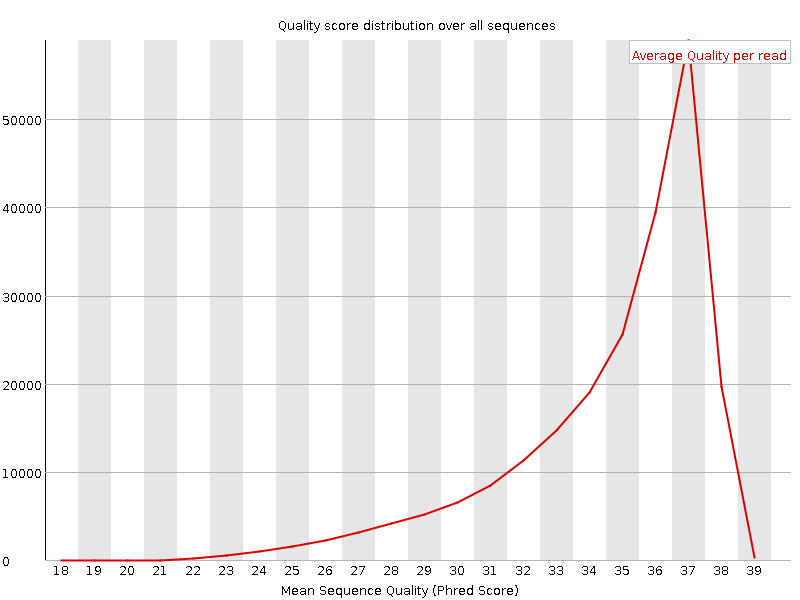 Quality score distribution over all sequences
Average Quality per read
50000
40000
30000
20000
10000
0
18 19 20 21 22 23 24 25 26 27 28 29 30 31 32 33 34 35 36 37 38 39
Mean Sequence Quality (Phred Score)